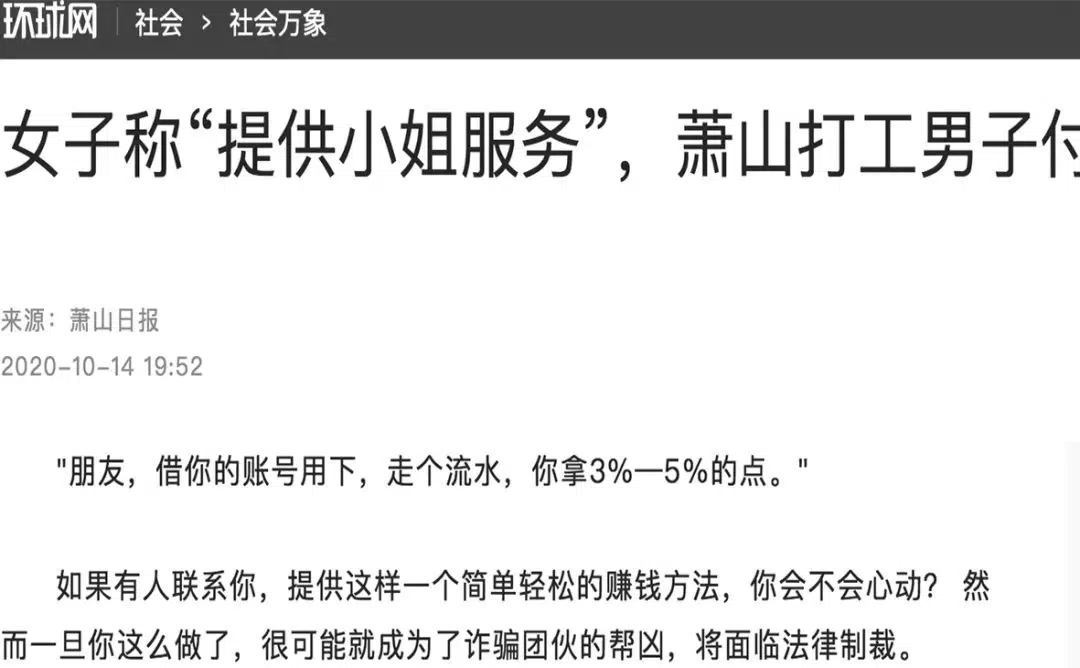 环球网 | 社会 > 社会万象
女子称“提供小姐服务”，萧山打工男子付
来源：萧山日报
2020-10-14 19:52
"朋友，借你的账号用下，走个流水，你拿3%—5%的点。"
如果有人联系你，提供这样一个简单轻松的赚钱方法，你会不会心动？ 然
而一旦你这么做了，很可能就成为了诈骗团伙的帮凶，将面临法律制裁。